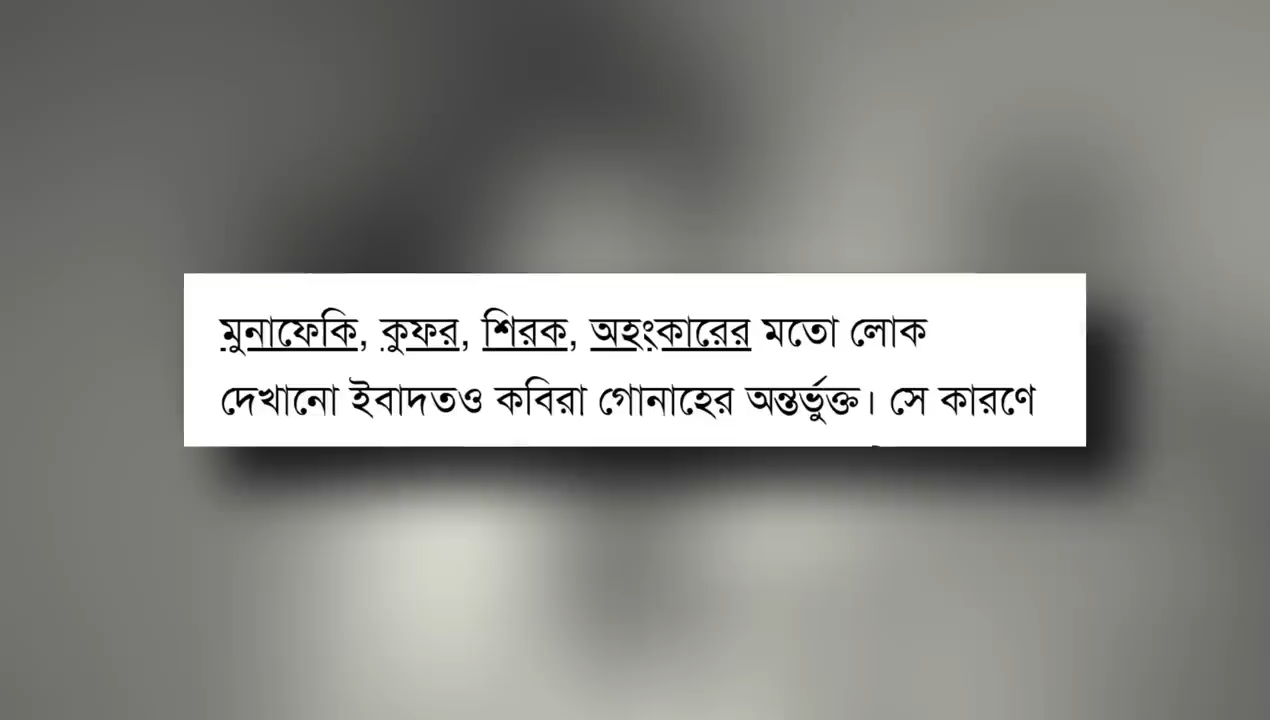 মুনাফেকি, কুফর, শিরক, অহংকারের মতো লোক
দেখানো ইবাদতও কবিরা গোনাহের অন্তর্ভুক্ত। সে কারণে